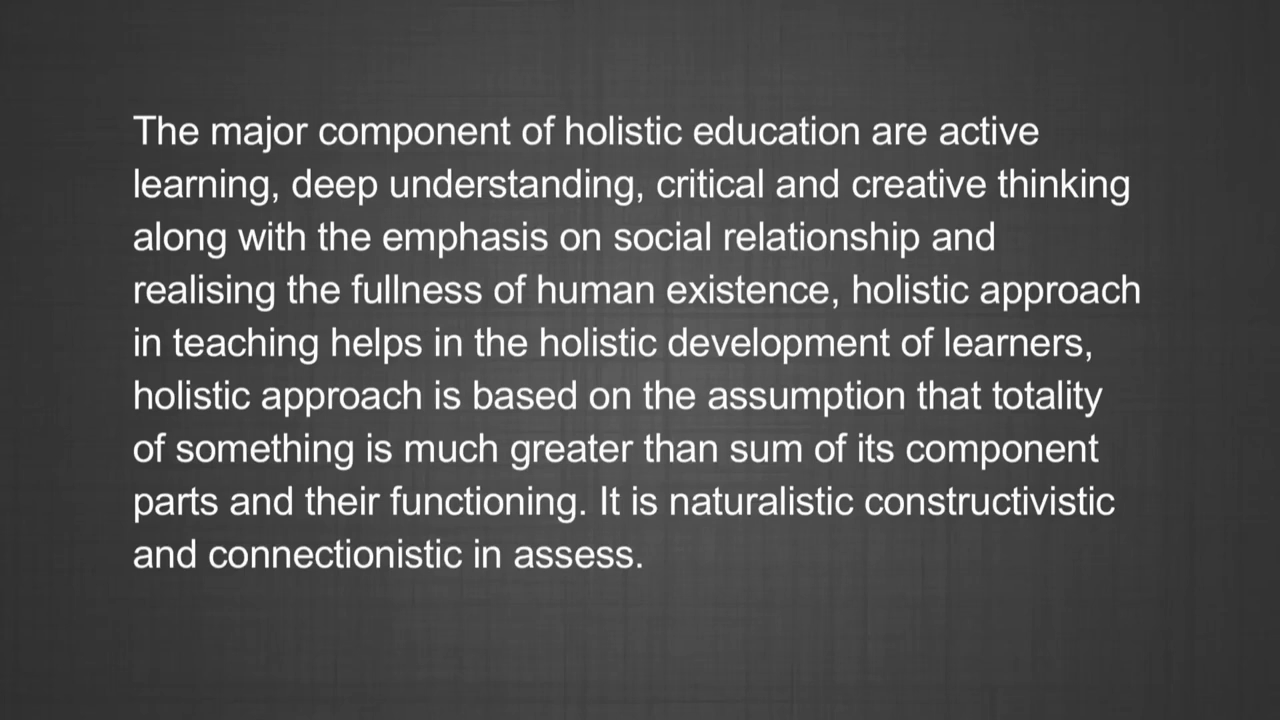 The major component of holistic education are active
learning, deep understanding, critical and creative thinking
along with the emphasis on social relationship and
realising the fullness of human existence, holistic approach
in teaching helps in the holistic development of learners,
holistic approach is based on the assumption that totality
of something is much greater than sum of its component
parts and their functioning. It is naturalistic constructivistic
and connectionistic in assess.